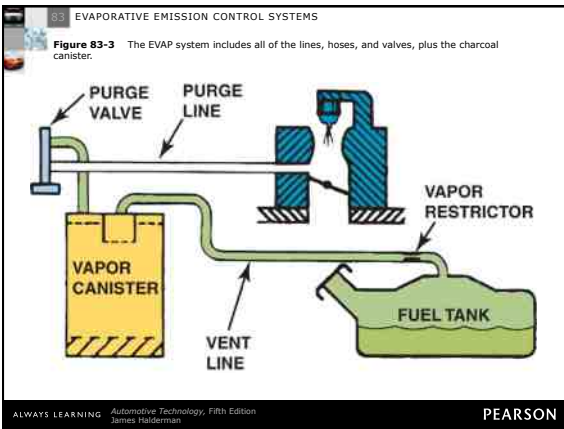 83 EVAPORATIVE EMISSION CONTROL SYSTEMS
Figure 83-3 The EVAP system includes all of the lines, hoses, and valves, plus the charcoal
canister.
PURGE
VALVE
PURGE
LINE
VAPOR
RESTRICTOR
VAPOR
CANISTER
FUEL TANK
VENT
LINE
ALWAYS LEARNING
Automotive Technology, Fifth Edition
James Halderman
PEARSON